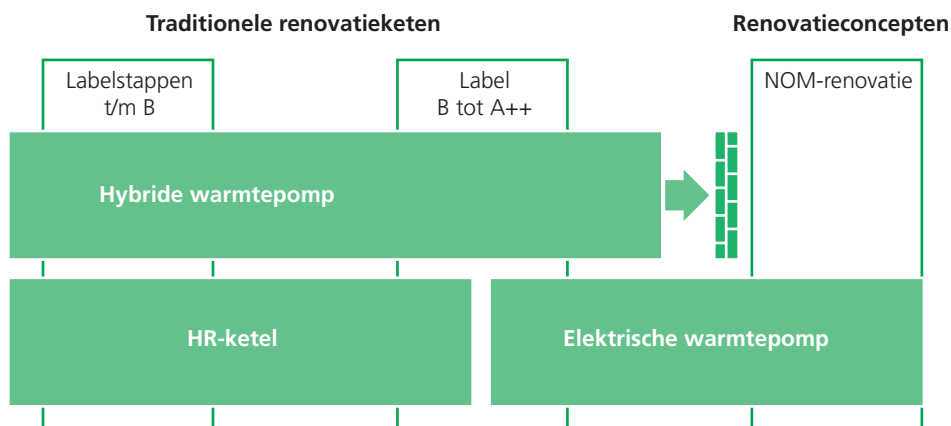 Traditionele renovatieketen
Renovatieconcepten
Labelstappen
t/m B
Label
B tot A++
NOM-renovatie
Hybride warmtepomp
HR-ketel
Elektrische warmtepomp